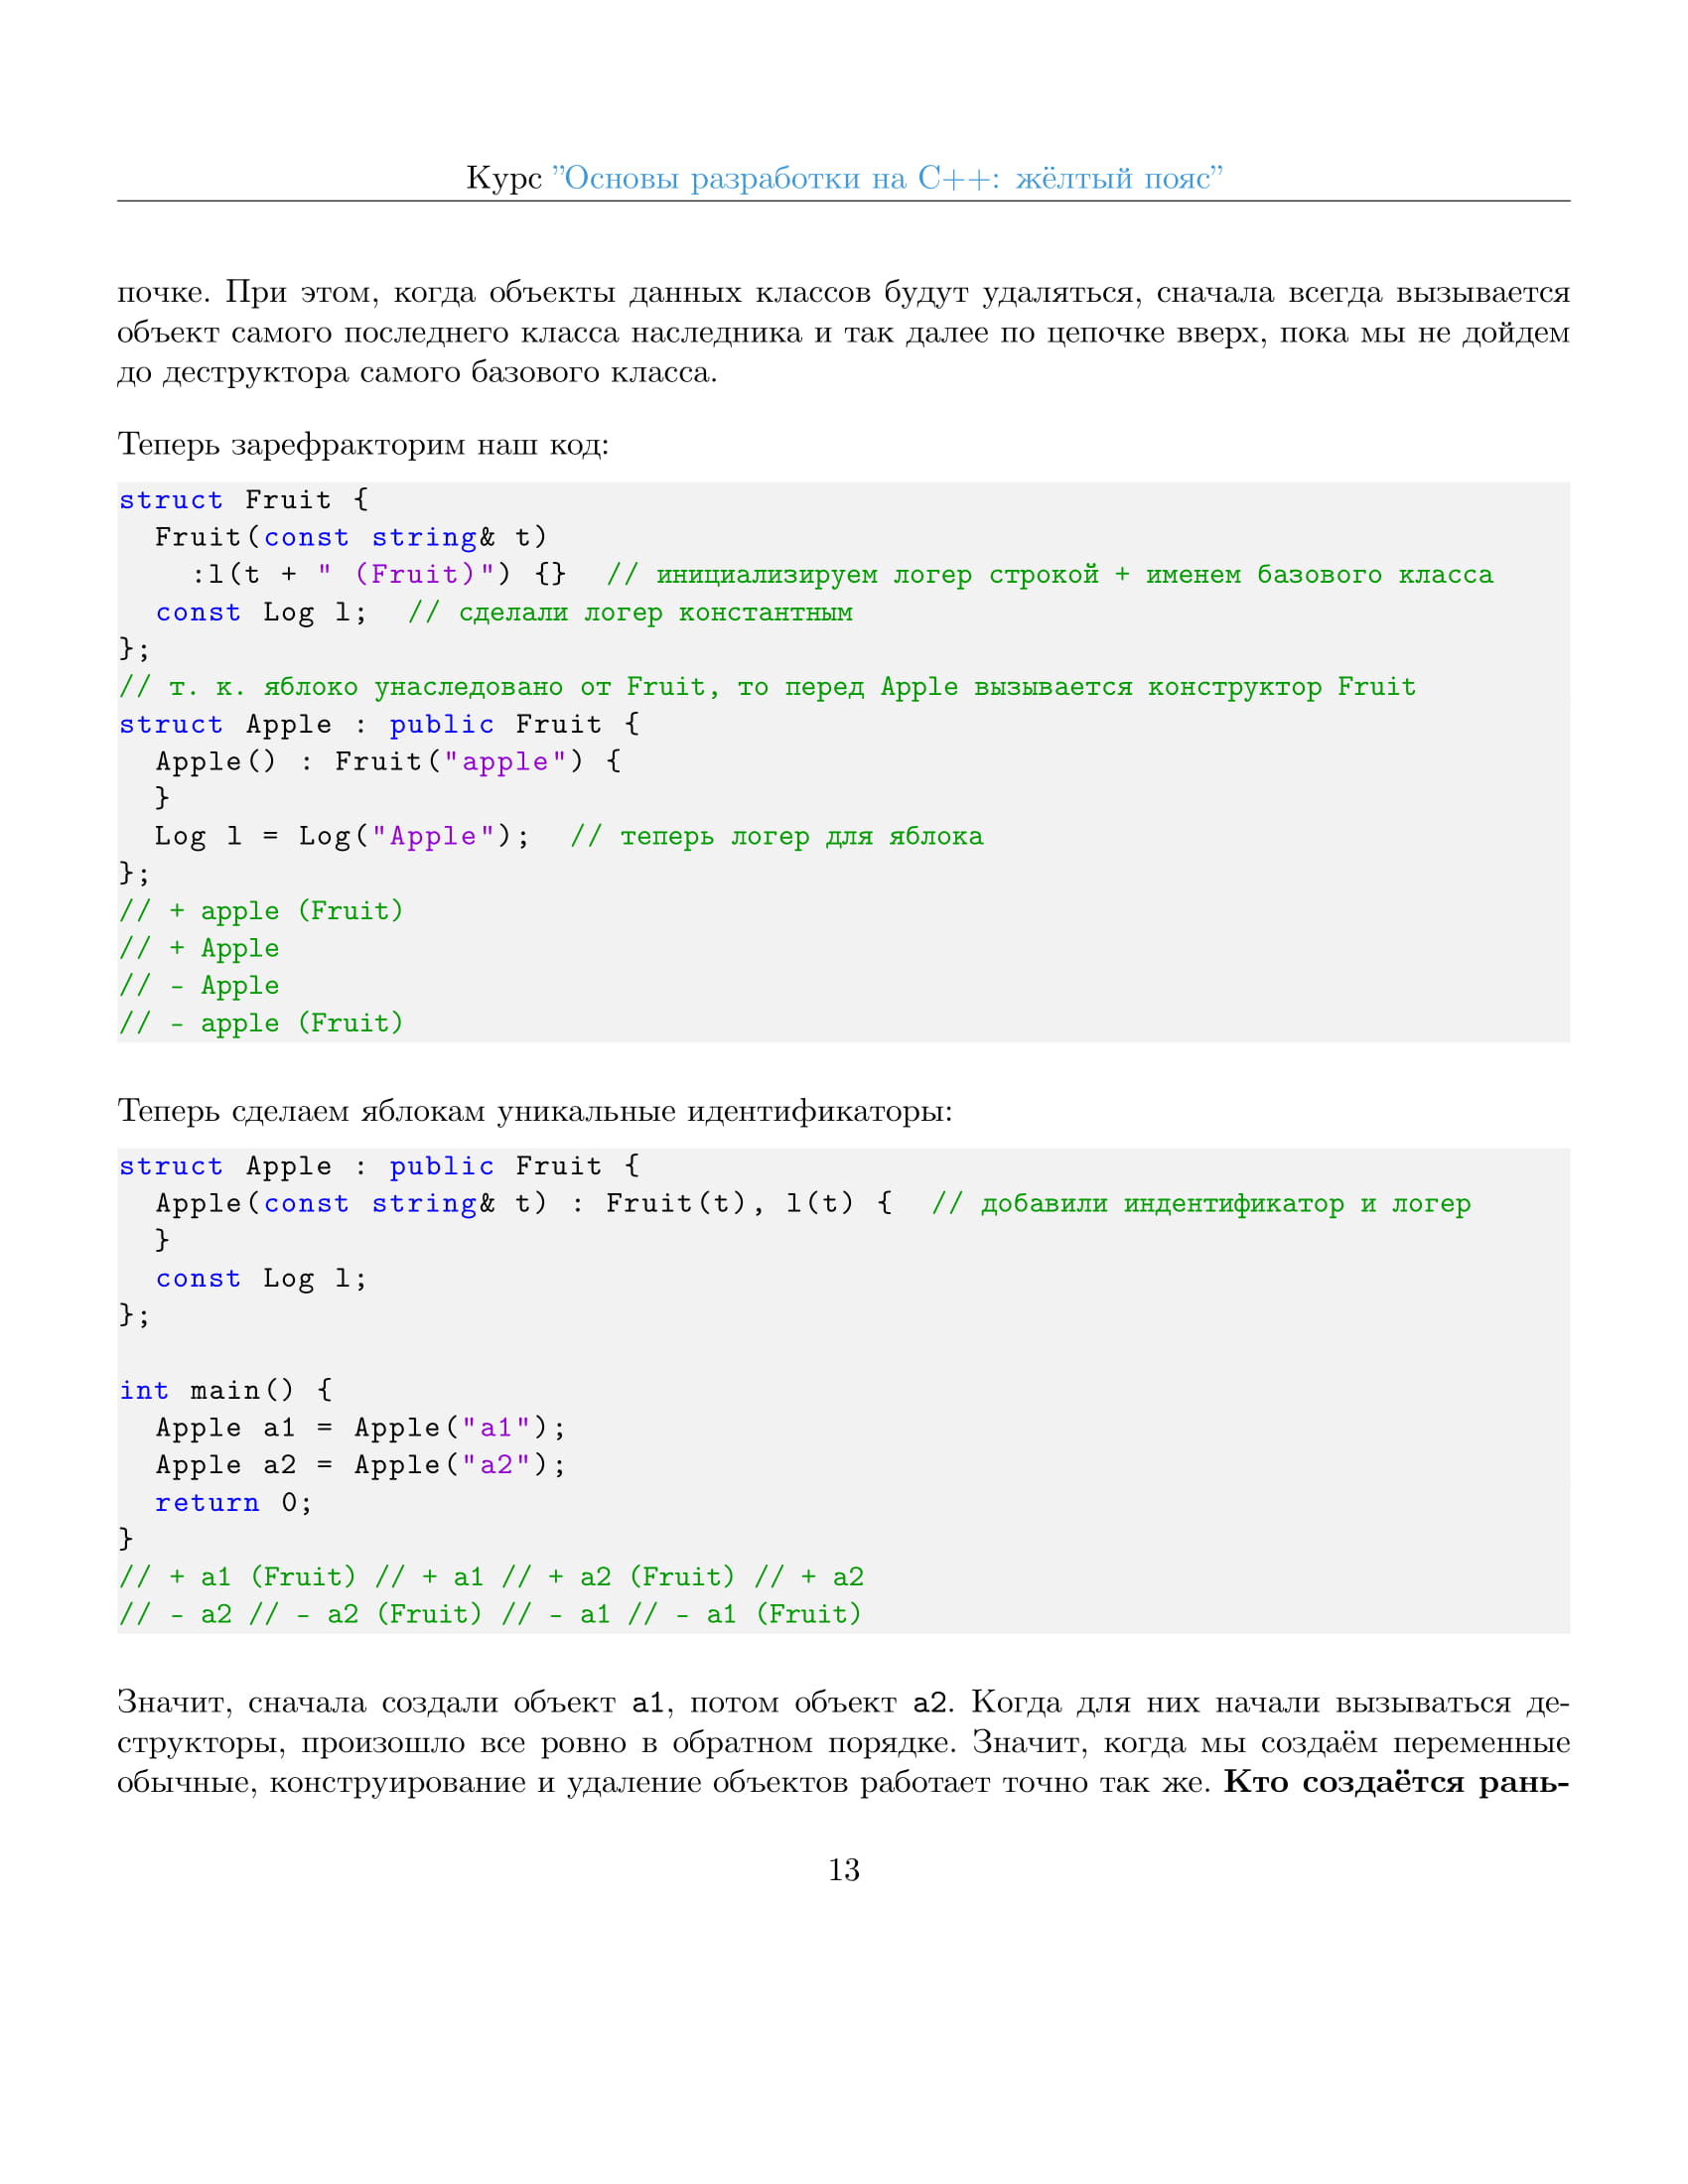 Курс ”Основы разработки на C++: жёлтый пояс”
почке. При этом, когда объекты данных классов будут удаляться, сначала всегда вызывается
объект самого последнего класса наследника и так далее по цепочке вверх, пока мы не дойдем
до деструктора самого базового класса.
Теперь зарефракторим наш код:
struct Fruit {
  Fruit(const string& t)
    :l(t + " (Fruit)") {}  // инициализируем логер строкой + именем базового класса
  const Log l;  // сделали логер константным
};
// т. к. яблоко унаследовано от Fruit, то перед Apple вызывается конструктор Fruit
struct Apple : public Fruit {
  Apple() : Fruit("apple") {
  }
  Log l = Log("Apple");  // теперь логер для яблока
};
// + apple (Fruit)
// + Apple
// - Apple
// - apple (Fruit)
Теперь сделаем яблокам уникальные идентификаторы:
struct Apple : public Fruit {
  Apple(const string& t) : Fruit(t), l(t) {  // добавили индентификатор и логер
  }
  const Log l;
};
int main() {
  Apple a1 = Apple("a1");
  Apple a2 = Apple("a2");
  return 0;
}
// + a1 (Fruit) // + a1 // + a2 (Fruit) // + a2
// - a2 // - a2 (Fruit) // - a1 // - a1 (Fruit)
Значит, сначала создали объект a1, потом объект a2. Когда для них начали вызываться де-
структоры, произошло все ровно в обратном порядке. Значит, когда мы создаём переменные
обычные, конструирование и удаление объектов работает точно так же. Кто создаётся рань-
13